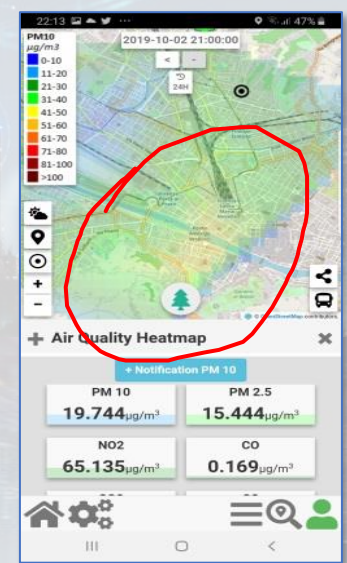 22:13 ... 47%
PM10
µg/m3
2019-10-02 21:00:00
0-10
11-20
21-30
31-40
41-50
51-60
61-70
71-80
81-100
>100
< -
24H
+
−
© OpenStreetMap contributors
+ Air Quality Heatmap ×
+ Notification PM 10
PM 10 PM 2.5
19.744µg/m³ 15.444µg/m³
NO2 CO
65.135µg/m³ 0.169µg/m³